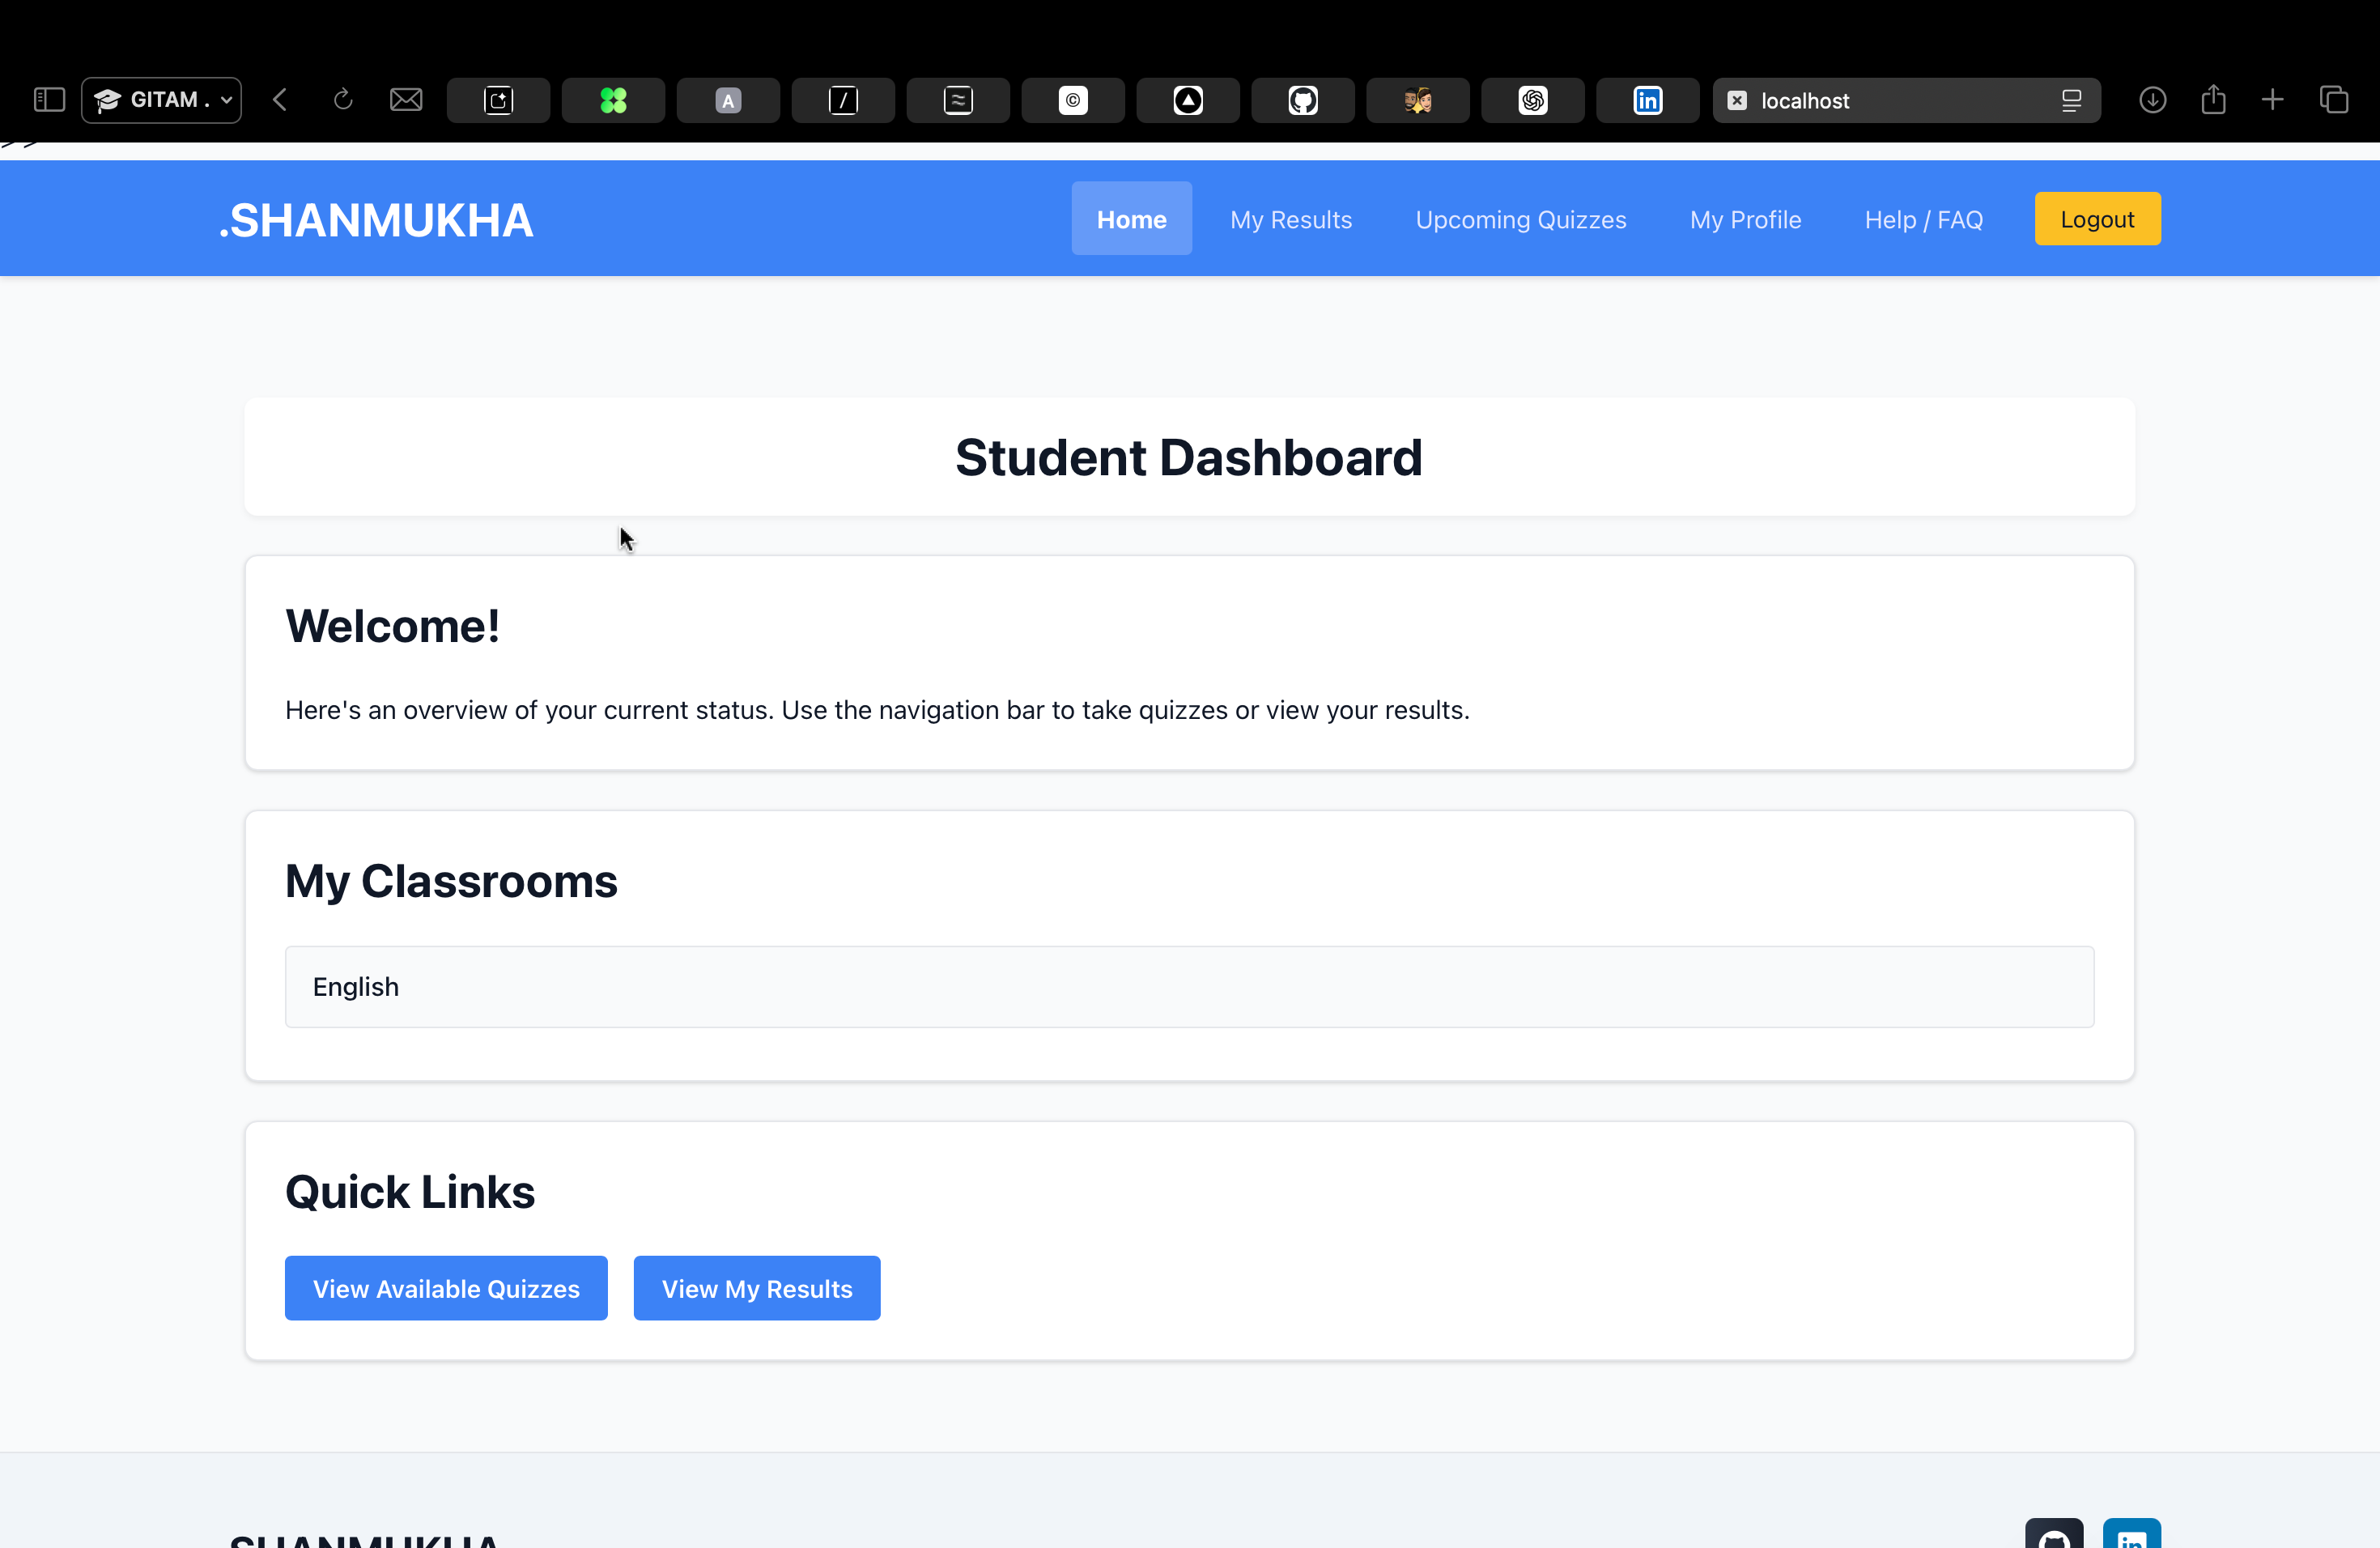 GITAM .
A
localhost
> >
.SHANMUKHA
Home
My Results
Upcoming Quizzes
My Profile
Help / FAQ
Logout
Student Dashboard
Welcome!
Here's an overview of your current status. Use the navigation bar to take quizzes or view your results.
My Classrooms
English
Quick Links
View Available Quizzes
View My Results
SHANMUKHA
in